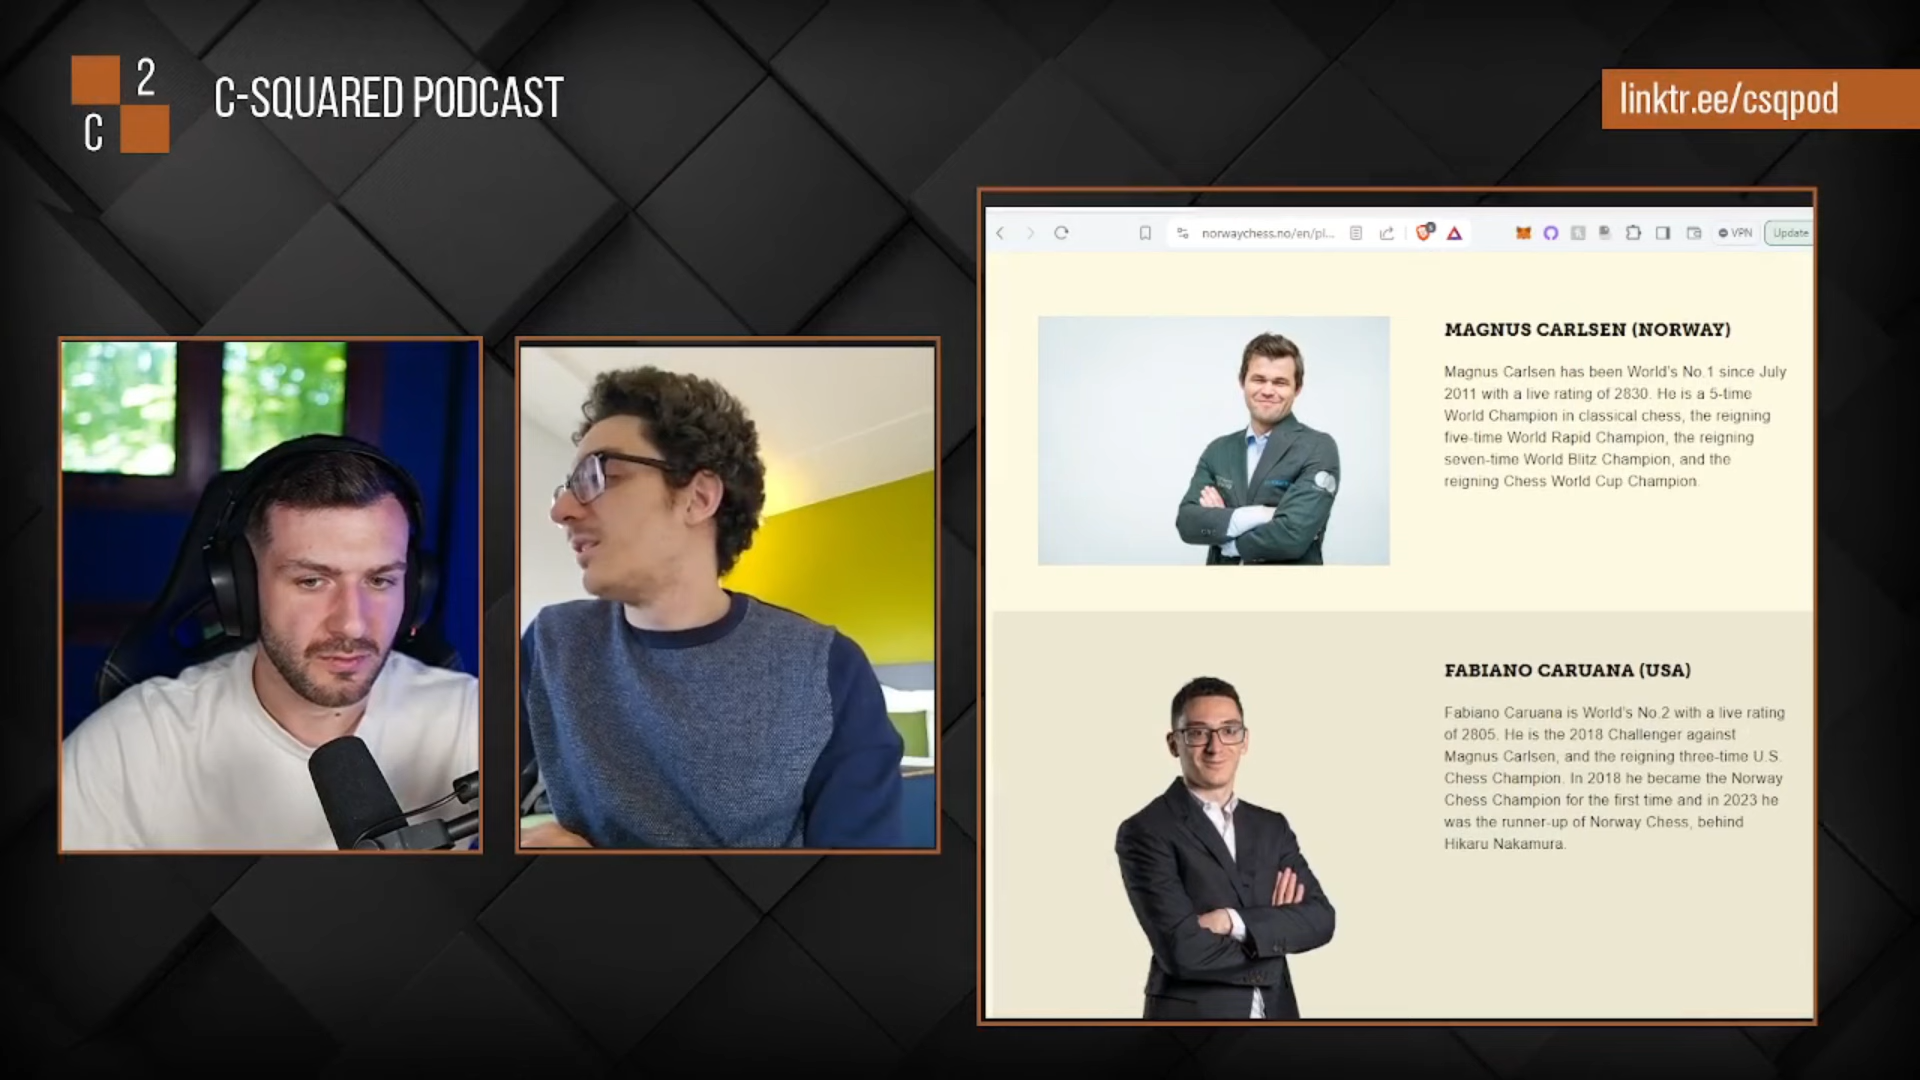 2
C
C-SQUARED PODCAST
linktr.ee/csqpod
norwaychess.no/en/pl...
VPN
Update
MAGNUS CARLSEN (NORWAY)
Magnus Carlsen has been World's No.1 since July
2011 with a live rating of 2830. He is a 5-time
World Champion in classical chess, the reigning
five-time World Rapid Champion, the reigning
seven-time World Blitz Champion, and the
reigning Chess World Cup Champion.
FABIANO CARUANA (USA)
Fabiano Caruana is World's No.2 with a live rating
of 2805. He is the 2018 Challenger against
Magnus Carlsen, and the reigning three-time U.S.
Chess Champion. In 2018 he became the Norway
Chess Champion for the first time and in 2023 he
was the runner-up of Norway Chess, behind
Hikaru Nakamura.